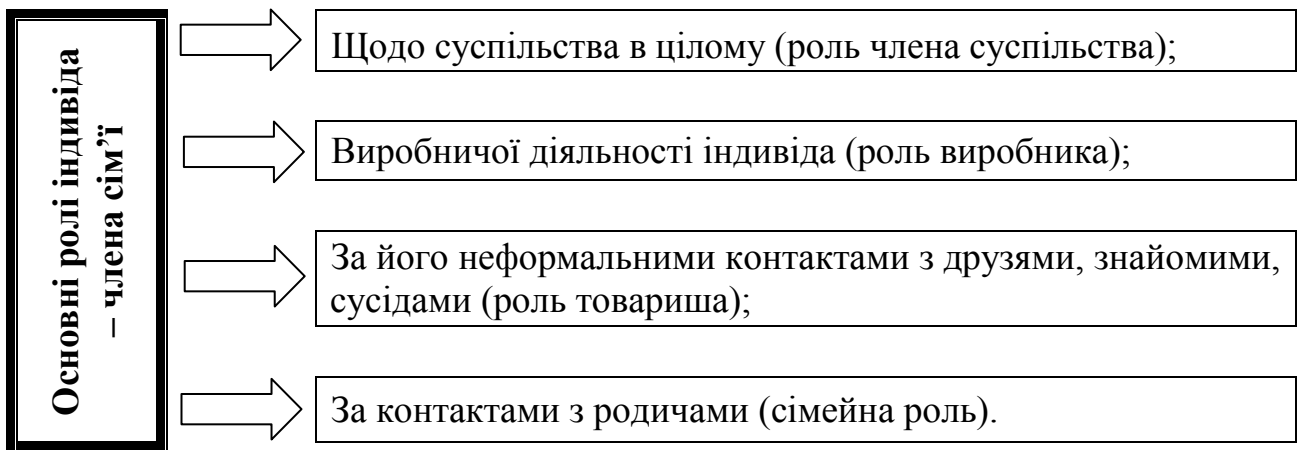 Основні ролі індивіда
– члена сім’ї
Щодо суспільства в цілому (роль члена суспільства);
Виробничої діяльності індивіда (роль виробника);
За його неформальними контактами з друзями, знайомими,
сусідами (роль товариша);
За контактами з родичами (сімейна роль).